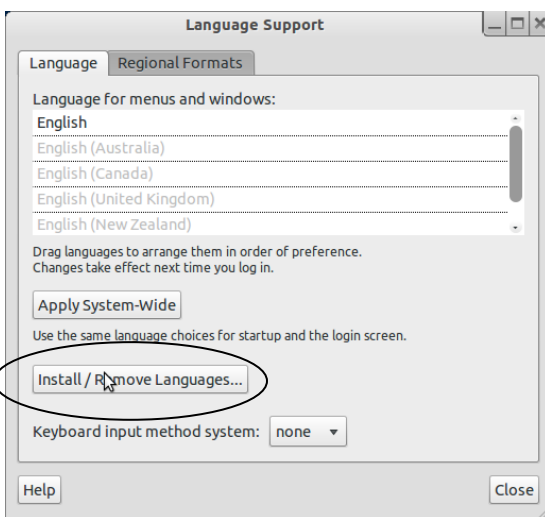 Language Support
Language
Regional Formats
Language for menus and windows:
English
English (Australia)
English (Canada)
English (United Kingdom)
English (New Zealand)
Drag languages to arrange them in order of preference.
Changes take effect next time you log in.
Apply System-Wide
Use the same language choices for startup and the login screen.
Install / Remove Languages...
Keyboard input method system: none
Help
Close